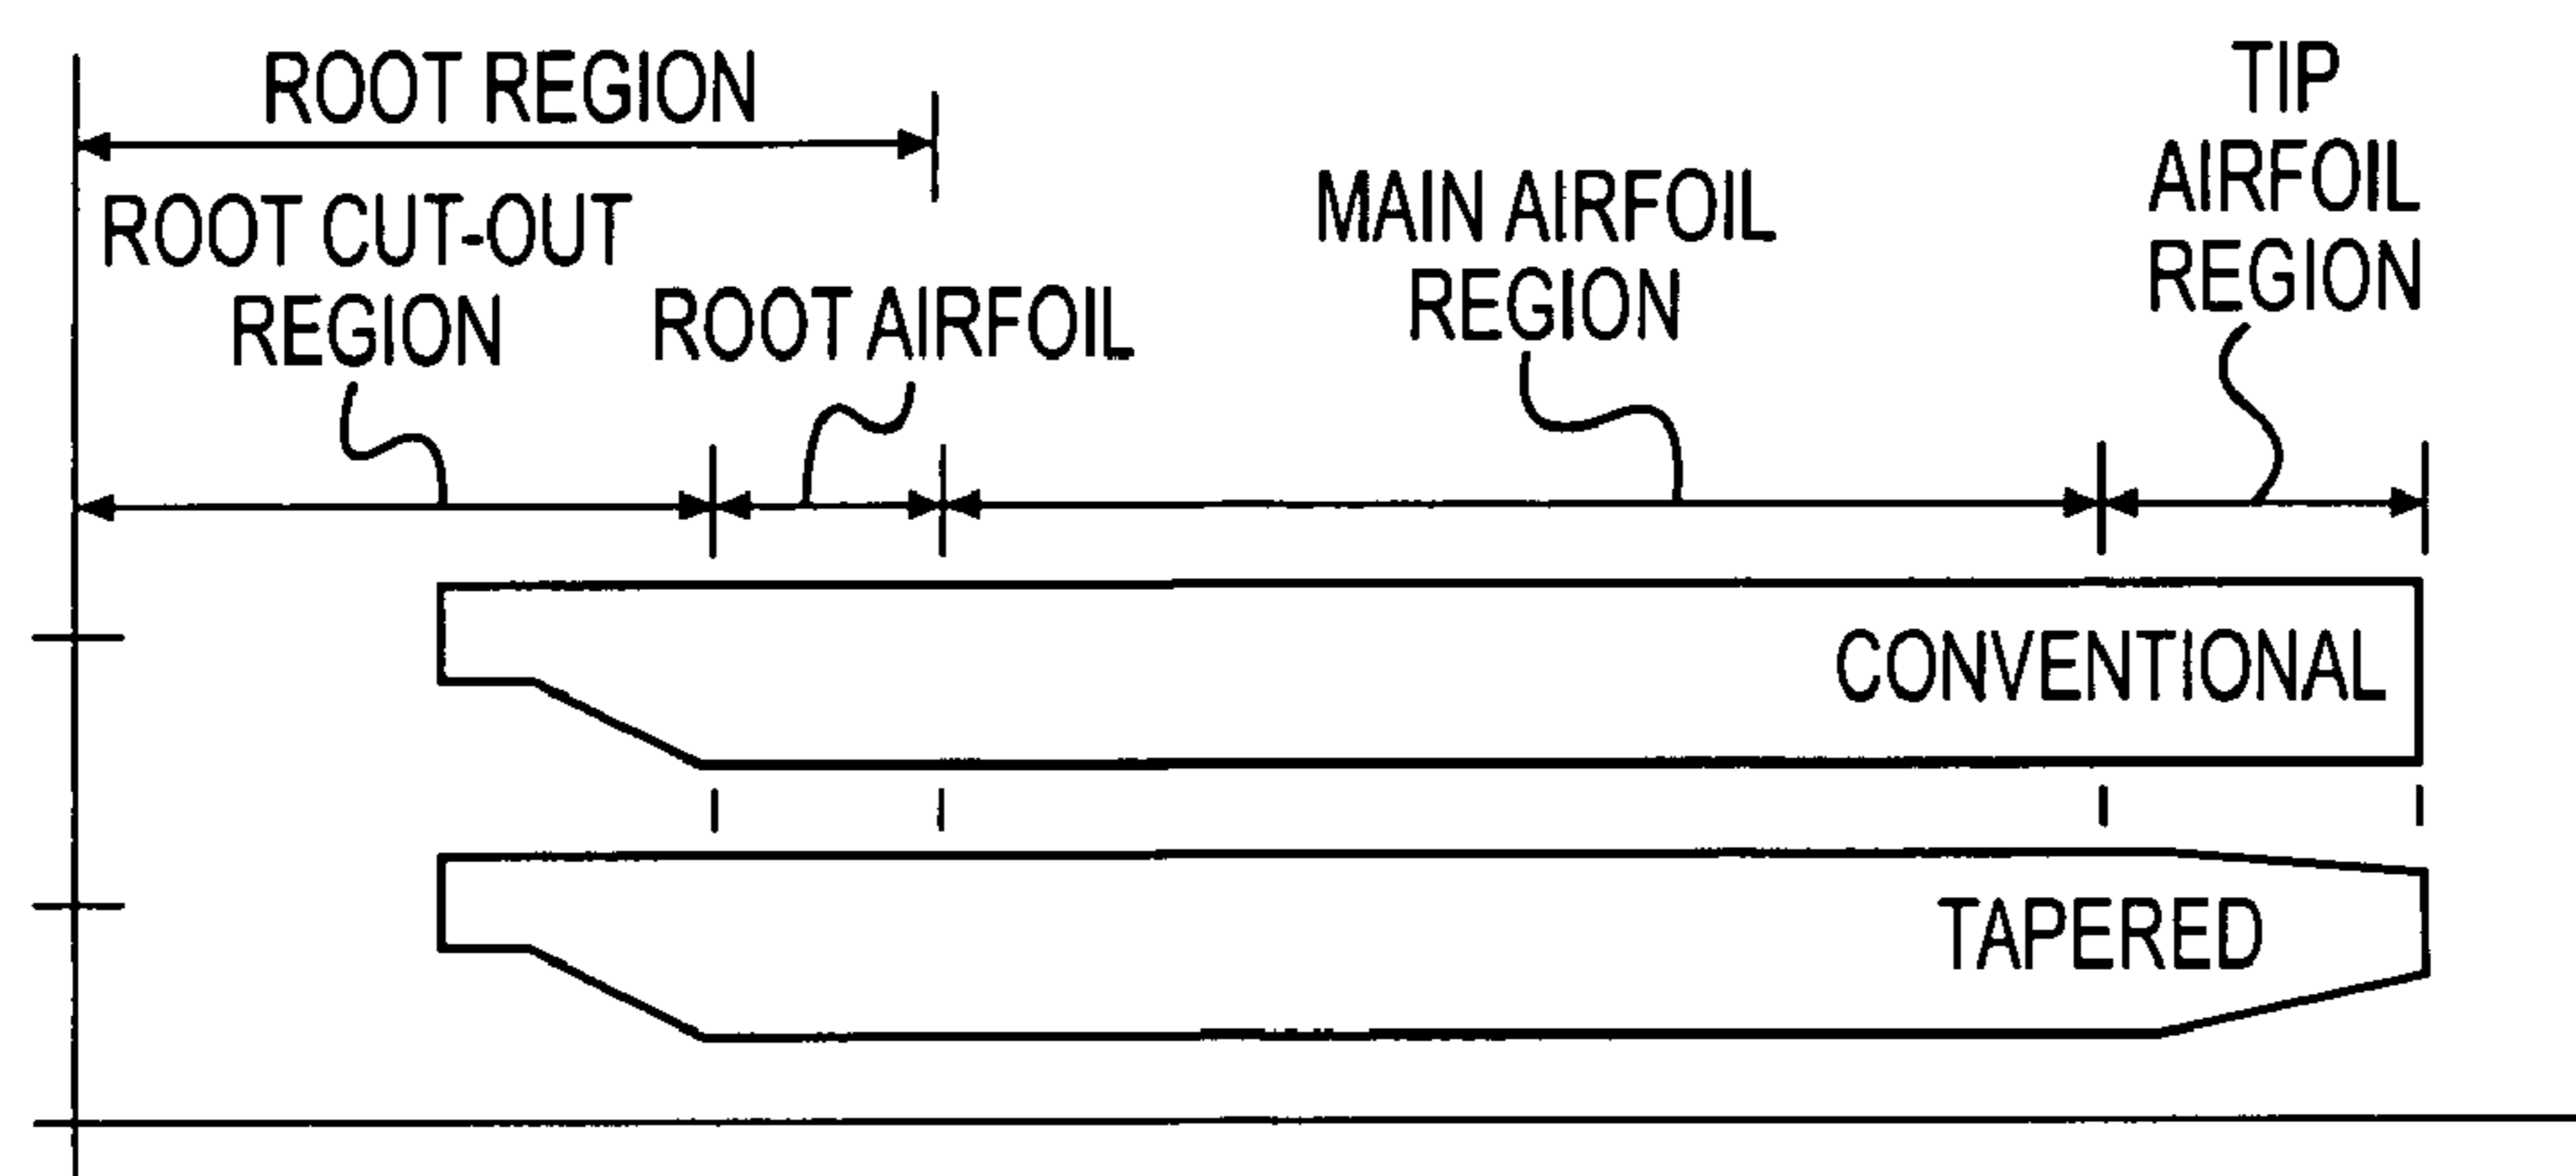 ROOT REGION
ROOT CUT-OUT
REGION
ROOT AIRFOIL
MAIN AIRFOIL
REGION
TIP
AIRFOIL
REGION
CONVENTIONAL
TAPERED